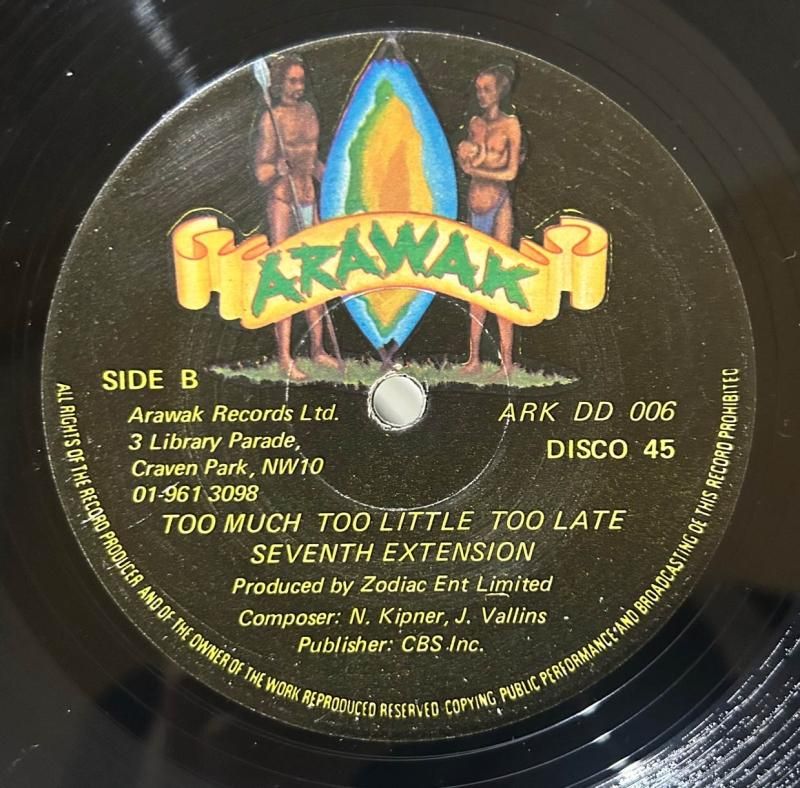 ARAWAK
SIDE B
Arawak Records Ltd.
3 Library Parade,
Craven Park, NW10
01-961 3098
ARK DD 006
DISCO 45
TOO MUCH TOO LITTLE TOO LATE
SEVENTH EXTENSION
Produced by Zodiac Ent Limited
Composer: N. Kipner, J. Vallins
Publisher: CBS Inc.
ALL RIGHTS OF THE RECORD PRODUCER AND OF THE OWNER OF THE WORK REPRODUCED RESERVED COPYING PUBLIC PERFORMANCE AND BROADCASTING OE THIS RECORD PROHIBITED